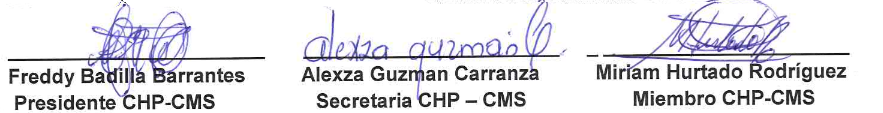 alexza guzman C.
Freddy Badilla Barrantes
Presidente CHP-CMS
Alexza Guzman Carranza
Secretaria CHP – CMS
Miriam Hurtado Rodríguez
Miembro CHP-CMS